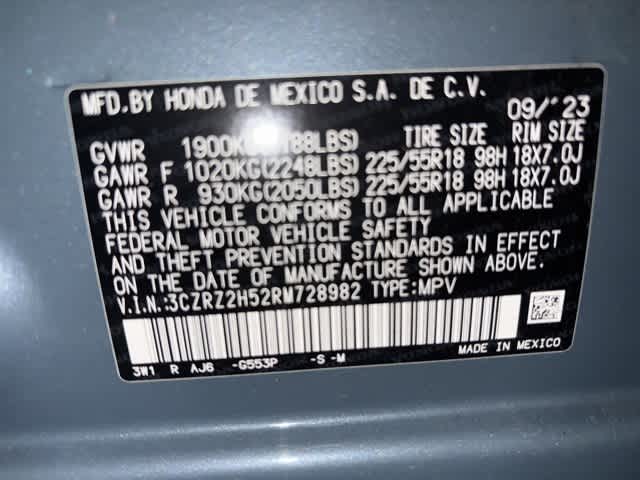 MFD. BY HONDA DE MEXICO S.A. DE C.V.
09/'23
TIRE SIZE RIM SIZE
GVWR 1900KG
GAWR F 1020KG(2248LBS) 225/55R18 98H 18X7.0J
GAWR R 930KG(2050LBS) 225/55R18 98H 18X7.0J
THIS VEHICLE CONFORMS TO ALL APPLICABLE
FEDERAL MOTOR VEHICLE SAFETY
AND THEFT PREVENTION STANDARDS IN EFFECT
ON THE DATE OF MANUFACTURE SHOWN ABOVE.
V.I.N.:3CZRZ2H52RM728982 TYPE:MPV
3W1 R AJ6 -G553P -S -M MADE IN MEXICO